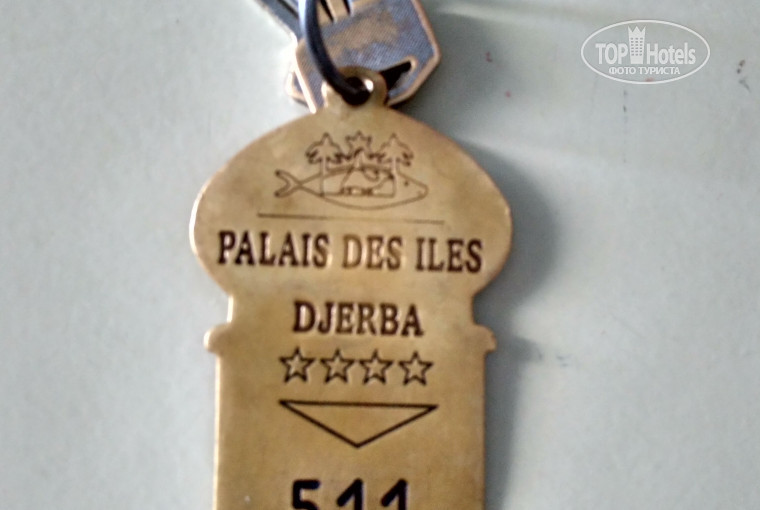 TOP Hotels
ФОТО ТУРИСТА
PALAIS DES ILES
DJERBA
511